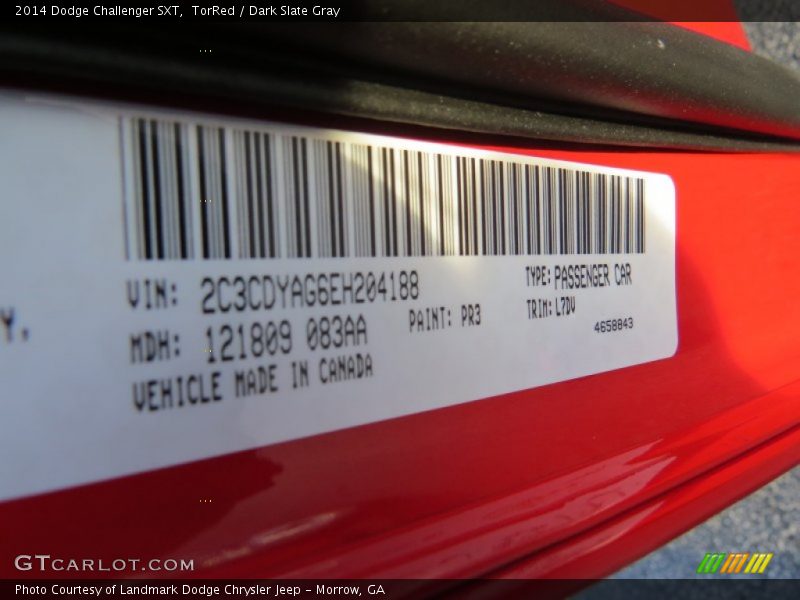 2014 Dodge Challenger SXT, TorRed / Dark Slate Gray
VIN: 2C3CDYAG6EH204188
TYPE: PASSENGER CAR
MDH: 121809 083AA
PAINT: PR3
TRIM: L7DV
Y.
4658843
VEHICLE MADE IN CANADA
GTCARLOT.COM
Photo Courtesy of Landmark Dodge Chrysler Jeep - Morrow, GA